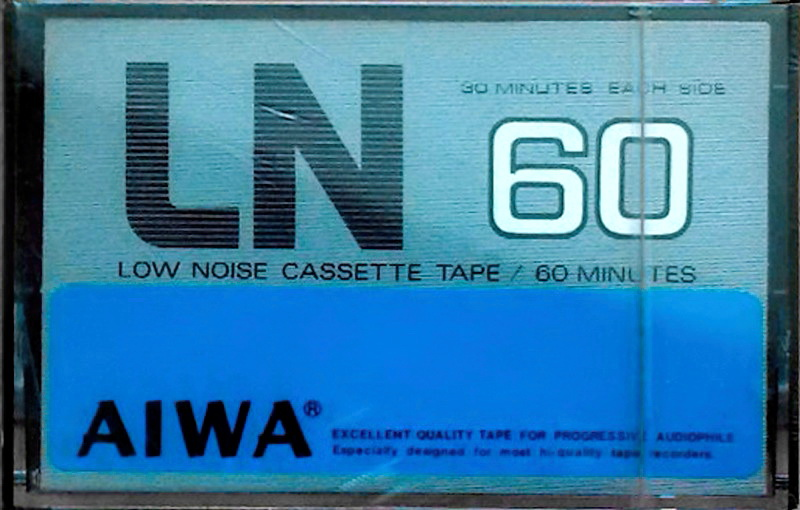 LN
30 MINUTES EACH SIDE
60
LOW NOISE CASSETTE TAPE / 60 MINUTES
AIWA®
EXCELLENT QUALITY TAPE FOR PROGRESSIVE AUDIOPHILE
Especially designed for most hi-quality tape recorders.